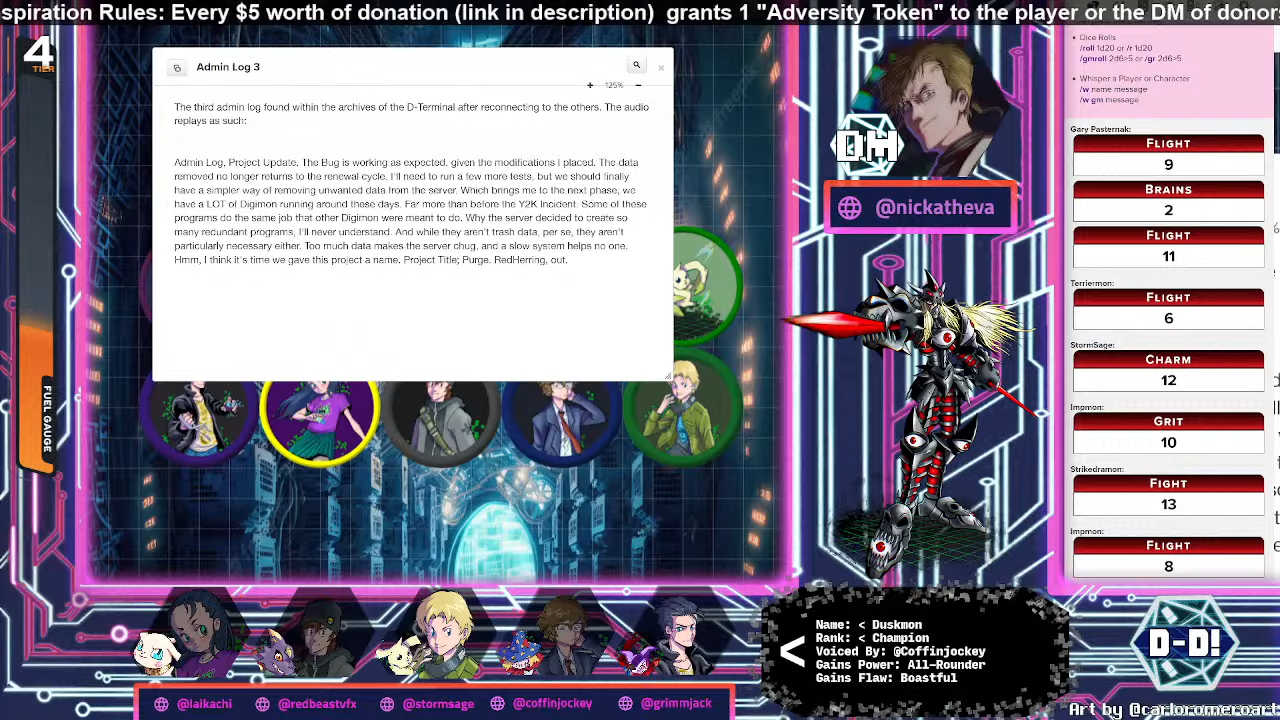 spiration Rules: Every $5 worth of donation (link in description) grants 1 "Adversity Token" to the player or the DM of donor
4
TIER
FUEL GAUGE
Admin Log 3
125%
The third admin log found within the archives of the D-Terminal after reconnecting to the others. The audio
replays as such:
Admin Log, Project Update. The Bug is working as expected, given the modifications I placed. The data
removed no longer returns to the renewal cycle. I'll need to run a few more tests, but we should finally
have a simpler way of removing unwanted data from the server. Which brings me to the next phase; we
have a LOT of Digimon running around these days. Far more than before the Y2K Incident. Some of these
programs do the same job that other Digimon were meant to do. Why the server decided to create so
many redundant programs, I'll never understand. And while they aren't trash data, per se, they aren't
particularly necessary either. Too much data makes the server chug, and a slow system helps no one.
Hmm, I think it's time we gave this project a name. Project Title; Purge. RedHerring, out.
DM
@nickatheva
Dice Rolls
/roll 1d20 or /r 1d20
/gmroll 2d6>5 or /gr 2d6>5
Whisper a Player or Character
/w name message
/w gm message
Gary Pasternak:
FLIGHT
9
BRAINS
2
FLIGHT
11
Terriermon:
FLIGHT
6
StormSage:
CHARM
12
Impmon:
GRIT
10
Strikedramon:
FIGHT
13
Impmon:
FLIGHT
8
Name: < Duskmon
Rank: < Champion
Voiced By: @Coffinjockey
Gains Power: All-Rounder
Gains Flaw: Boastful
D-D!
@laikachi
@redbeastvfx
@stormsage
@coffinjockey
@grimmjack
Art by @carloromeroart